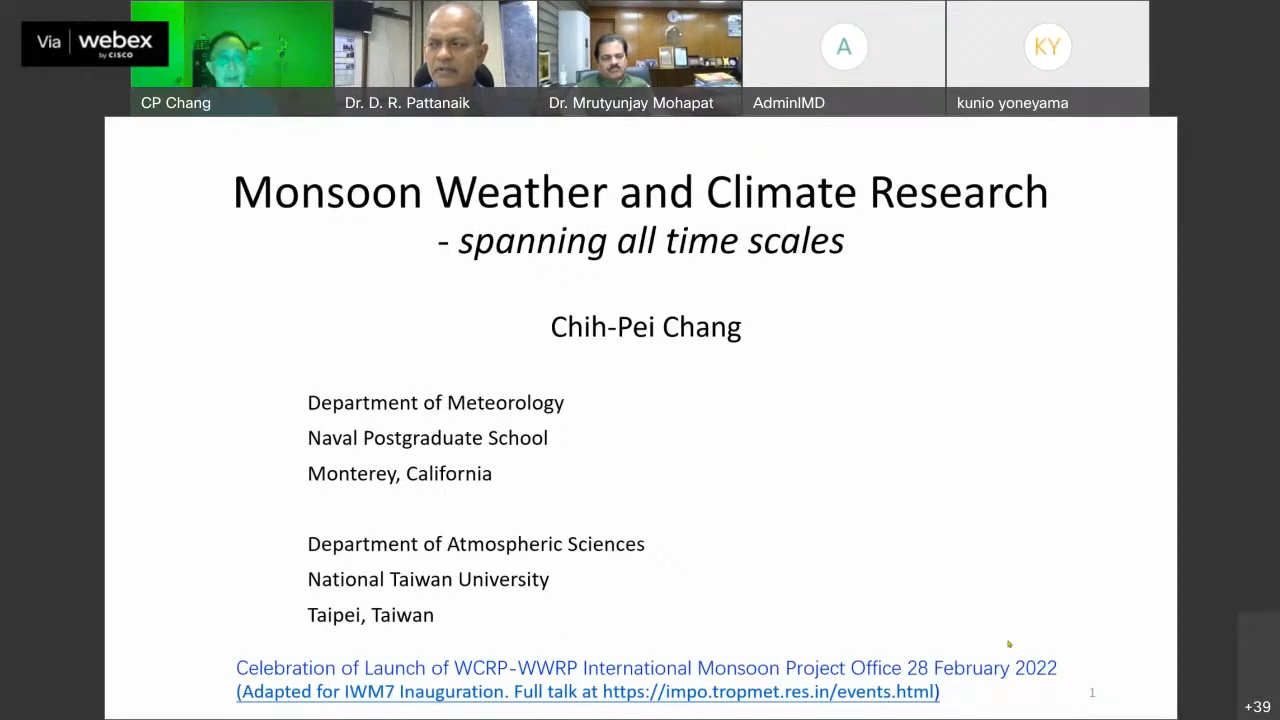 Via webex
by CISCO
CP Chang
Dr. D. R. Pattanaik
Dr. Mrutyunjay Mohapat
A
AdminIMD
KY
kunio yoneyama
Monsoon Weather and Climate Research
- spanning all time scales
Chih-Pei Chang
Department of Meteorology
Naval Postgraduate School
Monterey, California
Department of Atmospheric Sciences
National Taiwan University
Taipei, Taiwan
Celebration of Launch of WCRP-WWRP International Monsoon Project Office 28 February 2022
(Adapted for IWM7 Inauguration. Full talk at https://impo.tropmet.res.in/events.html)
1
+39